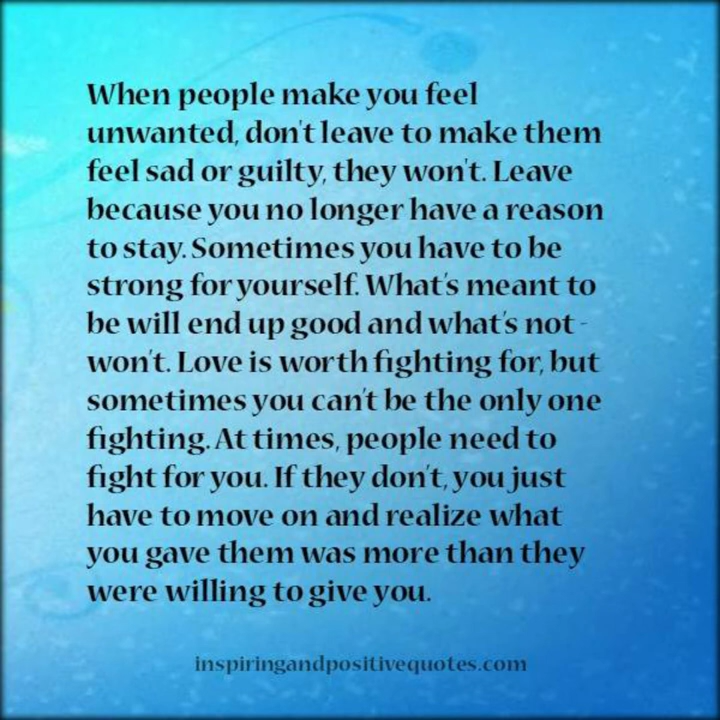 When people make you feel
unwanted, don't leave to make them
feel sad or guilty, they won't. Leave
because you no longer have a reason
to stay. Sometimes you have to be
strong for yourself. What's meant to
be will end up good and what's not -
won't. Love is worth fighting for, but
sometimes you can't be the only one
fighting. At times, people need to
fight for you. If they don't, you just
have to move on and realize what
you gave them was more than they
were willing to give you.
inspiringandpositivequotes.com